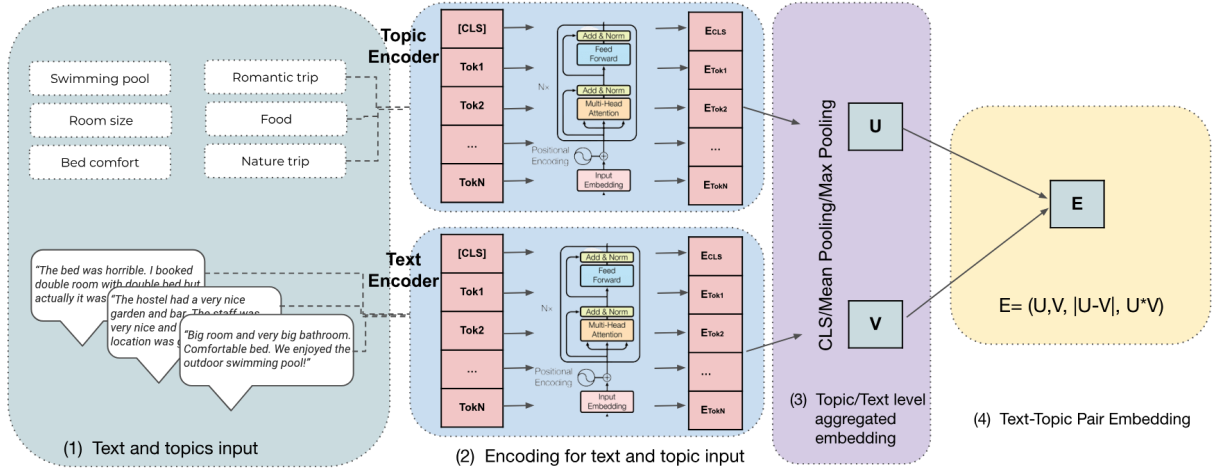 Swimming pool
Romantic trip
Room size
Food
Bed comfort
Nature trip
“The bed was horrible. I booked
double room with double bed but
actually it was
“The hostel had a very nice
garden and bar. The staff was
very nice and
location was g
“Big room and very big bathroom.
Comfortable bed. We enjoyed the
outdoor swimming pool!”
(1) Text and topics input
Topic
Encoder
[CLS]
Tok1
Tok2
...
TokN
Add & Norm
Feed
Forward
N×
Add & Norm
Multi-Head
Attention
Positional
Encoding
Input
Embedding
ECLS
ETok1
ETok2
...
ETokN
Text
Encoder
[CLS]
Tok1
Tok2
...
TokN
Add & Norm
Feed
Forward
N×
Add & Norm
Multi-Head
Attention
Positional
Encoding
Input
Embedding
ECLS
ETok1
ETok2
...
ETokN
(2) Encoding for text and topic input
CLS/Mean Pooling/Max Pooling
U
V
(3) Topic/Text level
aggregated
embedding
E
E= (U,V, |U-V|, U*V)
(4) Text-Topic Pair Embedding